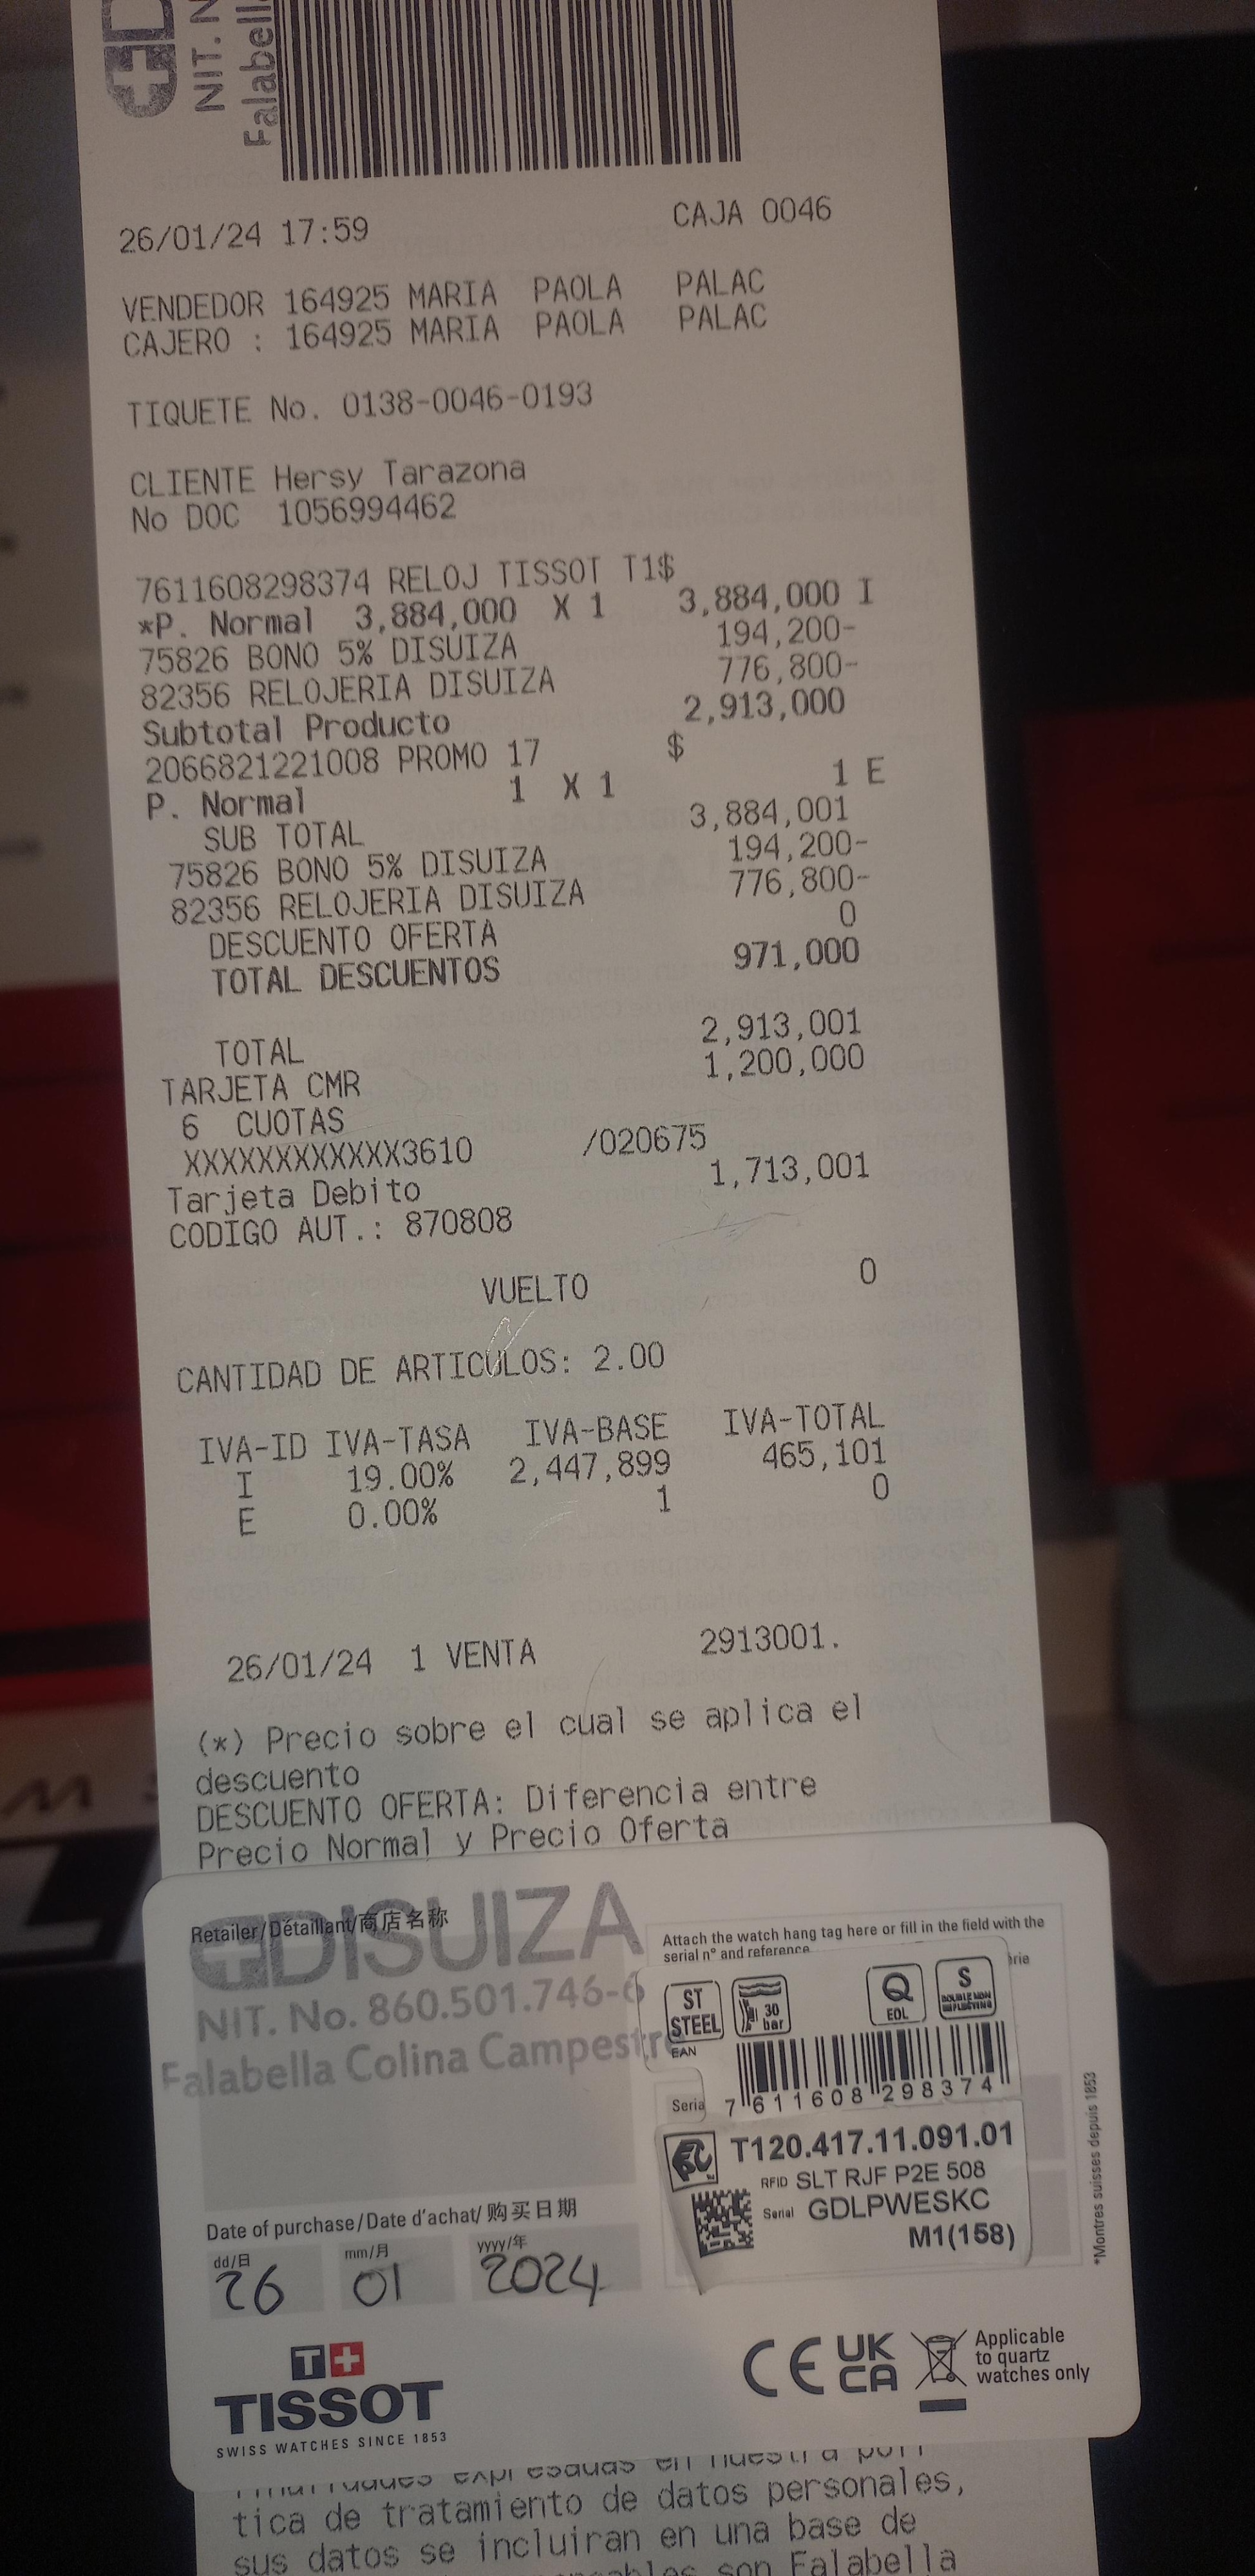 NIT. N
Falabella
26/01/24 17:59 CAJA 0046
VENDEDOR 164925 MARIA PAOLA PALAC
CAJERO : 164925 MARIA PAOLA PALAC
TIQUETE No. 0138-0046-0193
CLIENTE Hersy Tarazona
No DOC 1056994462
7611608298374 RELOJ TISSOT T1$
*P. Normal 3,884,000 X 1 3,884,000 I
75826 BONO 5% DISUIZA 194,200-
82356 RELOJERIA DISUIZA 776,800-
Subtotal Producto 2,913,000
2066821221008 PROMO 17 $
P. Normal 1 X 1 1 E
SUB TOTAL 3,884,001
75826 BONO 5% DISUIZA 194,200-
82356 RELOJERIA DISUIZA 776,800-
DESCUENTO OFERTA 0
TOTAL DESCUENTOS 971,000
TOTAL 2,913,001
TARJETA CMR 1,200,000
6 CUOTAS
XXXXXXXXXXXX3610 /020675
Tarjeta Debito 1,713,001
CODIGO AUT.: 870808
VUELTO 0
CANTIDAD DE ARTICULOS: 2.00
IVA-ID IVA-TASA IVA-BASE IVA-TOTAL
I 19.00% 2,447,899 465,101
E 0.00% 1 0
26/01/24 1 VENTA 2913001.
(*) Precio sobre el cual se aplica el
descuento
DESCUENTO OFERTA: Diferencia entre
Precio Normal y Precio Oferta
Retailer/Détaillant/商店名称
DISUIZA
NIT. No. 860.501.746-6
Falabella Colina Campestre
Attach the watch hang tag here or fill in the field with the
serial n° and reference
ST
STEEL
30
bar
Q
EOL
S
EAN
7 611608 298374
T120.417.11.091.01
RFID SLT RJF P2E 508
Serial GDLPWESKC
M1(158)
*Montres suisses depuis 1853
Date of purchase/Date d'achat/购买日期
dd/日 mm/月 yyyy/年
26 01 2024
T+
TISSOT
SWISS WATCHES SINCE 1853
CE UK
CA
Applicable
to quartz
watches only
tica de tratamiento de datos personales,
sus datos se incluiran en una base de
son Falabella